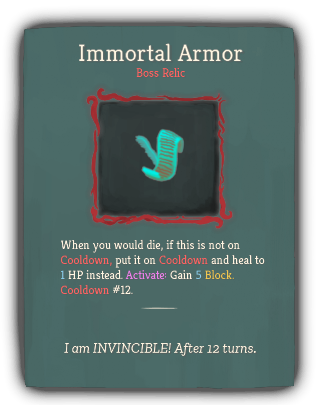 Immortal Armor
Boss Relic
When you would die, if this is not on
Cooldown, put it on Cooldown and heal to
1 HP instead. Activate: Gain 5 Block.
Cooldown #12.
I am INVINCIBLE! After 12 turns.